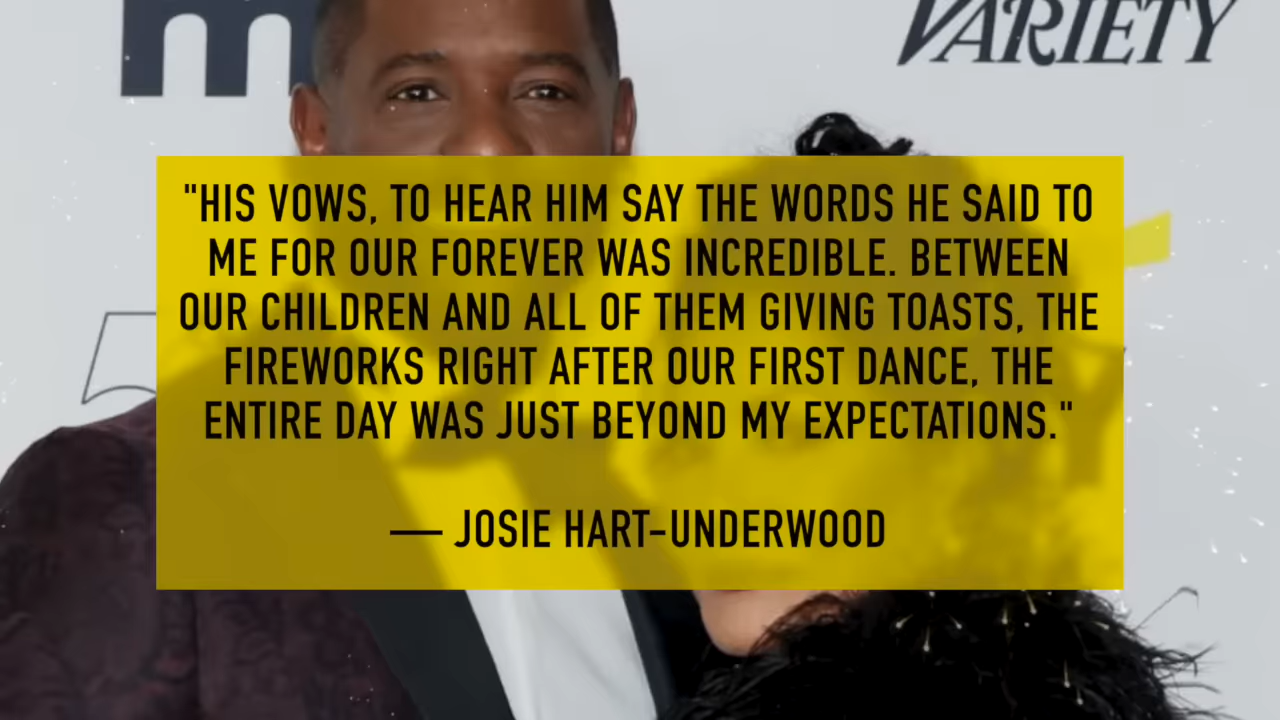 m
VARIETY
"HIS VOWS, TO HEAR HIM SAY THE WORDS HE SAID TO
ME FOR OUR FOREVER WAS INCREDIBLE. BETWEEN
OUR CHILDREN AND ALL OF THEM GIVING TOASTS, THE
FIREWORKS RIGHT AFTER OUR FIRST DANCE, THE
ENTIRE DAY WAS JUST BEYOND MY EXPECTATIONS."
— JOSIE HART-UNDERWOOD